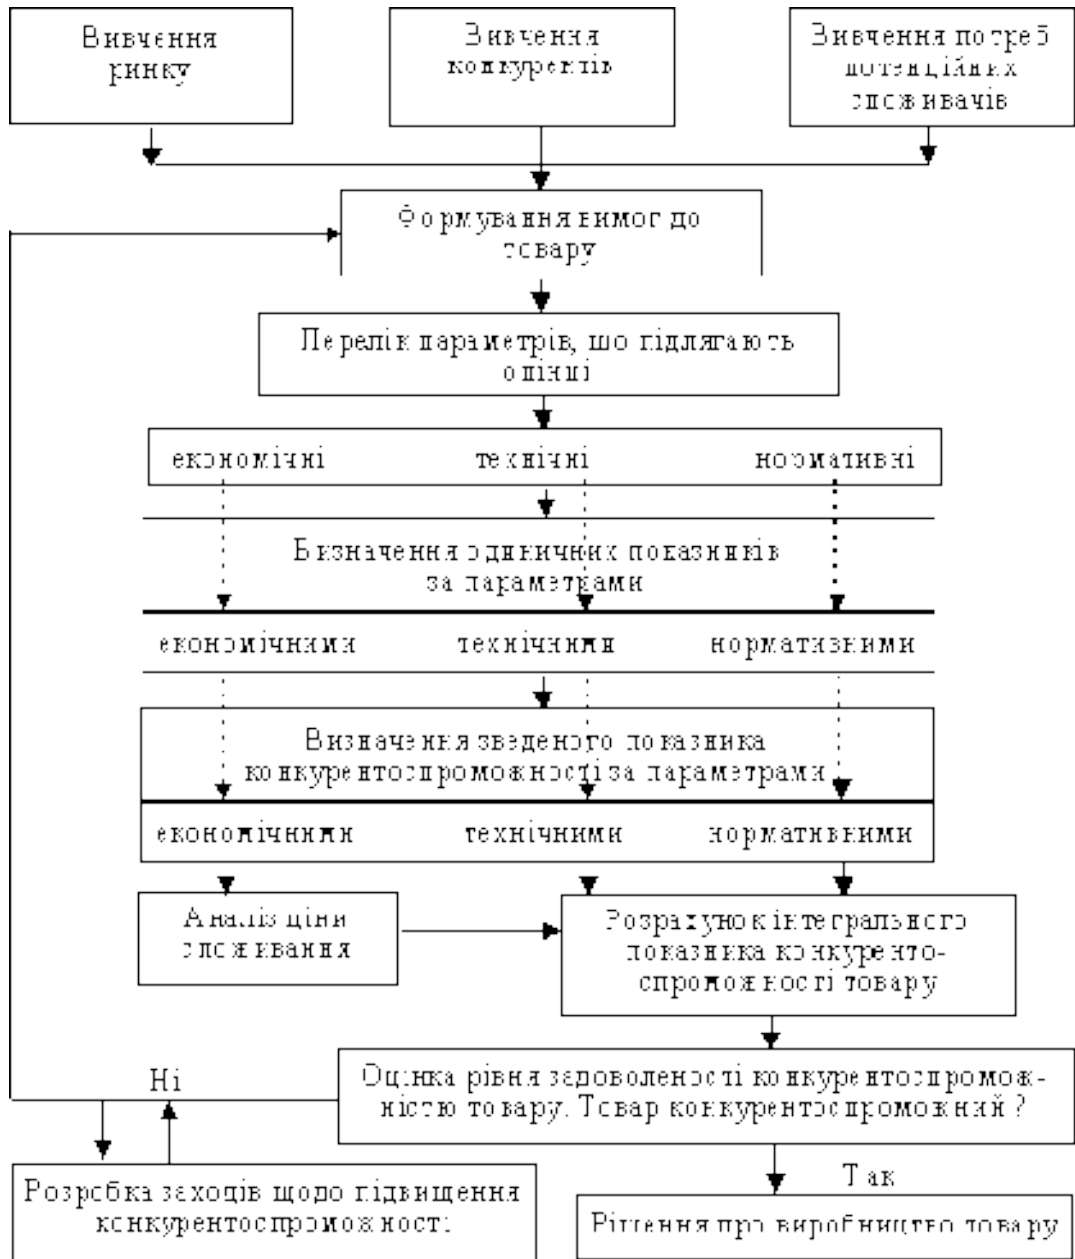 Вивчення
ринку
Вивчення
конкурентів
Вивчення потреб
потенційних
споживачів
Формування вимог до
товару
Перелік параметрів, що підлягають
оцінці
економічні технічні нормативні
Визначення одиничних показників
за параметрами
економічними технічними нормативними
Визначення зведеного показника
конкурентоспроможності за параметрами
економічними технічними нормативними
Аналіз ціни
споживання
Розрахунок інтегрального
показника конкуренто-
спроможності товару
Оцінка рівня задоволеності конкурентоспромож-
ністю товару. Товар конкурентоспроможний ?
Ні
Так
Розробка заходів щодо підвищення
конкурентоспроможності
Рішення про виробництво товару